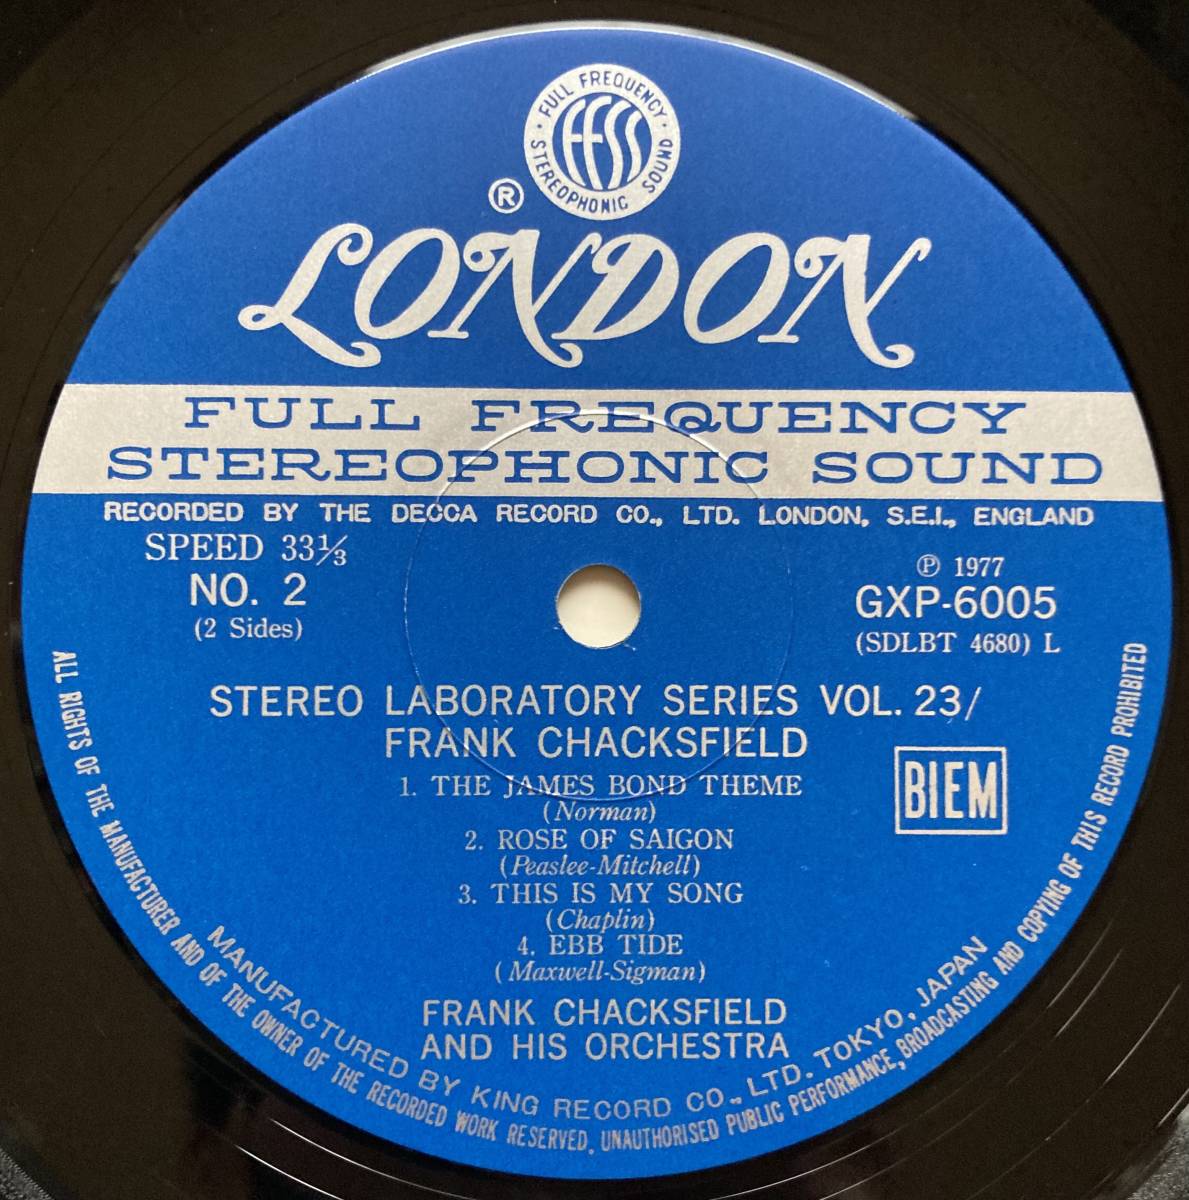 FULL FREQUENCY
STEREOPHONIC SOUND
FFSS
®
LONDON
FULL FREQUENCY
STEREOPHONIC SOUND
RECORDED BY THE DECCA RECORD CO., LTD. LONDON, S.E.I., ENGLAND
SPEED 33⅓
NO. 2
(2 Sides)
℗ 1977
GXP-6005
(SDLBT 4680) L
STEREO LABORATORY SERIES VOL. 23/
FRANK CHACKSFIELD
BIEM
1. THE JAMES BOND THEME
(Norman)
2. ROSE OF SAIGON
(Peaslee-Mitchell)
3. THIS IS MY SONG
(Chaplin)
4. EBB TIDE
(Maxwell-Sigman)
FRANK CHACKSFIELD
AND HIS ORCHESTRA
MANUFACTURED BY KING RECORD CO., LTD. TOKYO, JAPAN
ALL RIGHTS OF THE MANUFACTURER AND OF THE OWNER OF THE RECORDED WORK RESERVED. UNAUTHORISED PUBLIC PERFORMANCE, BROADCASTING AND COPYING OF THIS RECORD PROHIBITED